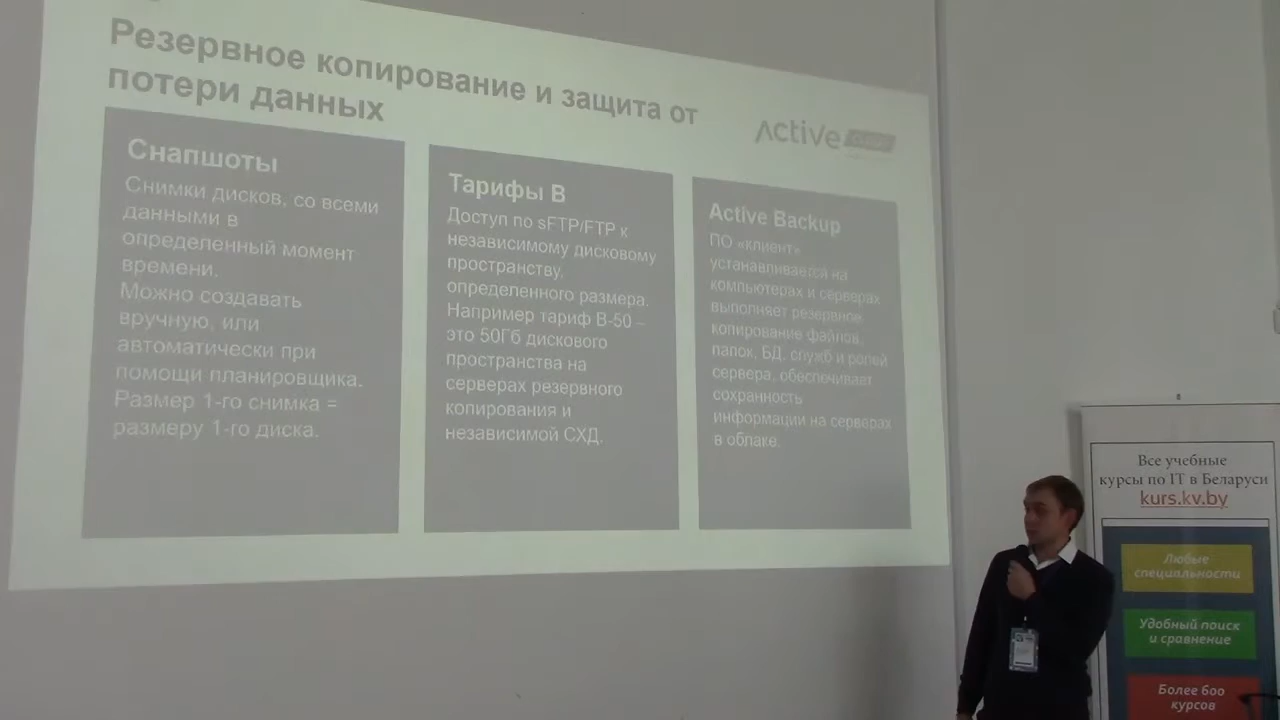 Резервное копирование и защита от
потери данных
Active
Снапшоты
Снимки дисков, со всеми
данными в
определенный момент
времени.
Можно создавать
вручную, или
автоматически при
помощи планировщика.
Размер 1-го снимка =
размеру 1-го диска.
Тарифы B
Доступ по sFTP/FTP к
независимому дисковому
пространству,
определенного размера.
Например тариф B-50 –
это 50Гб дискового
пространства на
серверах резервного
копирования и
независимой СХД.
Active Backup
ПО «клиент»
устанавливается на
компьютерах и серверах
выполняет резервное
копирование файлов,
папок, БД, служб и ролей
сервера, обеспечивает
сохранность
информации на серверах
в облаке.
Все учебные
курсы по IT в Беларуси
kurs.kv.by
Любые
специальности
Удобный поиск
и сравнение
Более 600
курсов